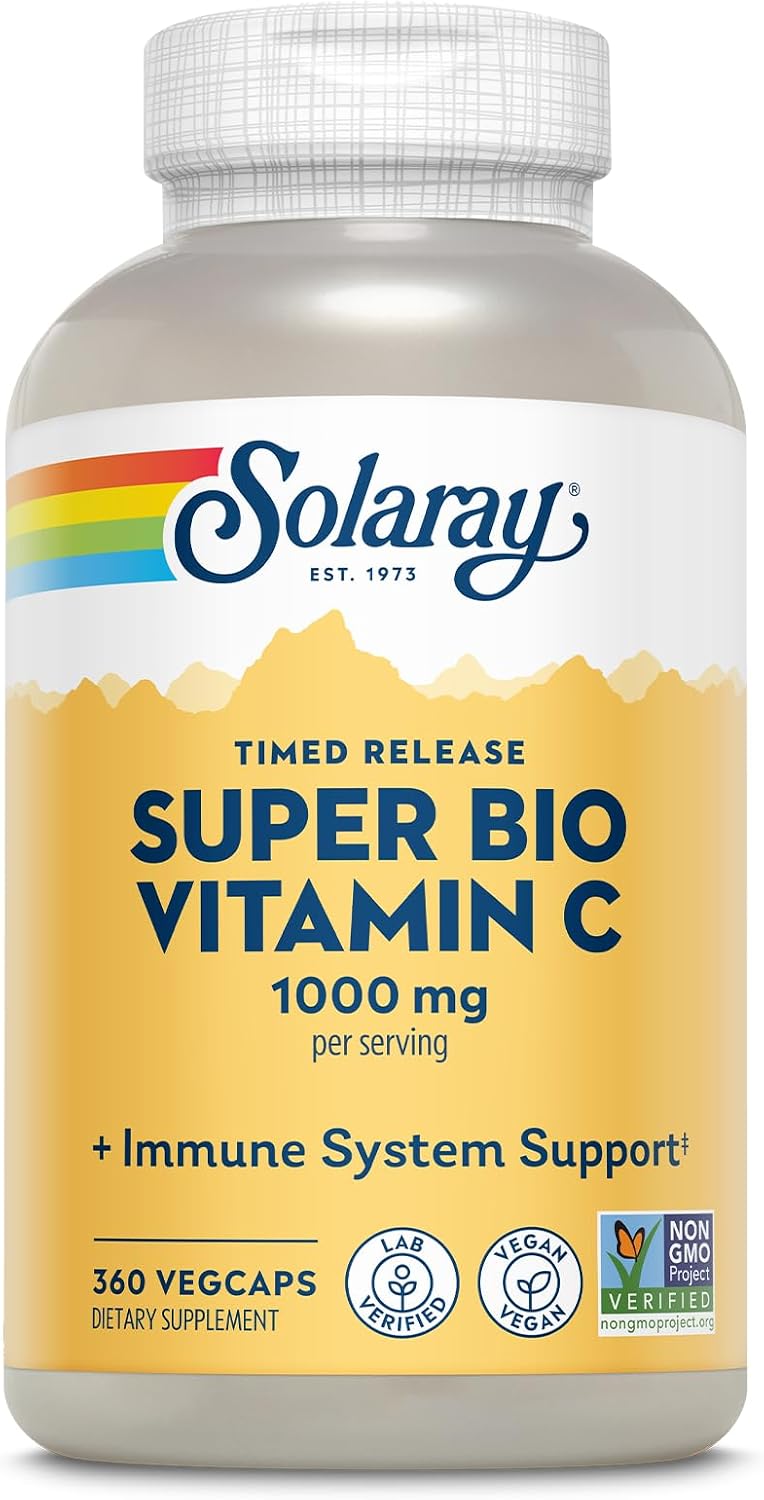 Solaray®
EST. 1973
TIMED RELEASE
SUPER BIO
VITAMIN C
1000 mg
per serving
+ Immune System Support‡
360 VEGCAPS
DIETARY SUPPLEMENT
LAB
VERIFIED
VEGAN
VEGAN
NON
GMO
Project
VERIFIED
nongmoproject.org